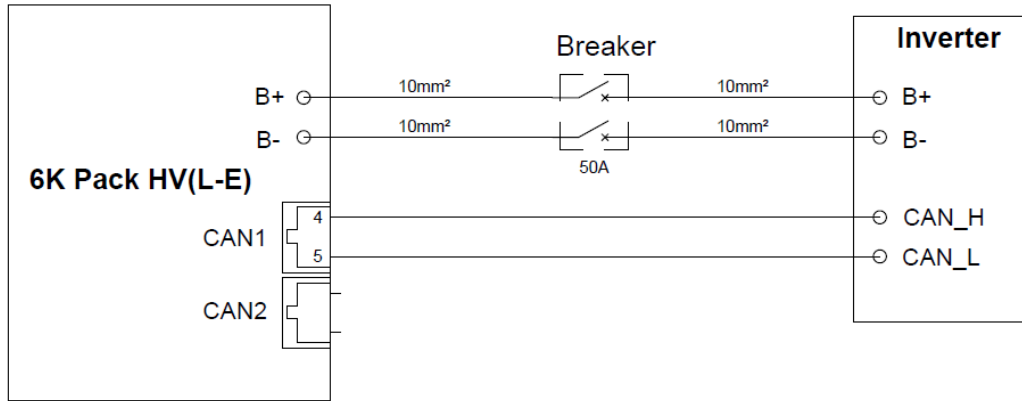 Breaker
Inverter
B+
10mm²
10mm²
B+
B-
10mm²
10mm²
B-
50A
6K Pack HV(L-E)
CAN1
4
CAN_H
5
CAN_L
CAN2